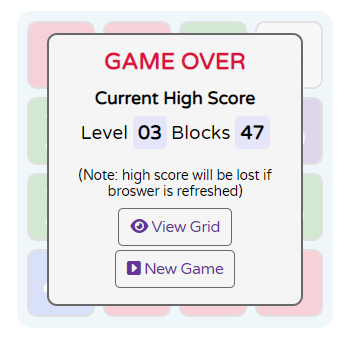 GAME OVER
Current High Score
Level 03 Blocks 47
(Note: high score will be lost if
broswer is refreshed)
View Grid
New Game